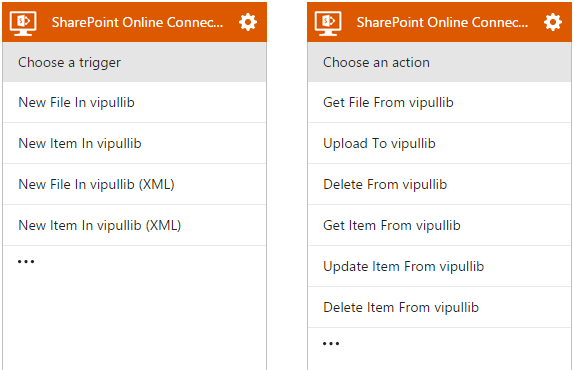 SharePoint Online Connec...
Choose a trigger
New File In vipullib
New Item In vipullib
New File In vipullib (XML)
New Item In vipullib (XML)
...
SharePoint Online Connec...
Choose an action
Get File From vipullib
Upload To vipullib
Delete From vipullib
Get Item From vipullib
Update Item From vipullib
Delete Item From vipullib
...